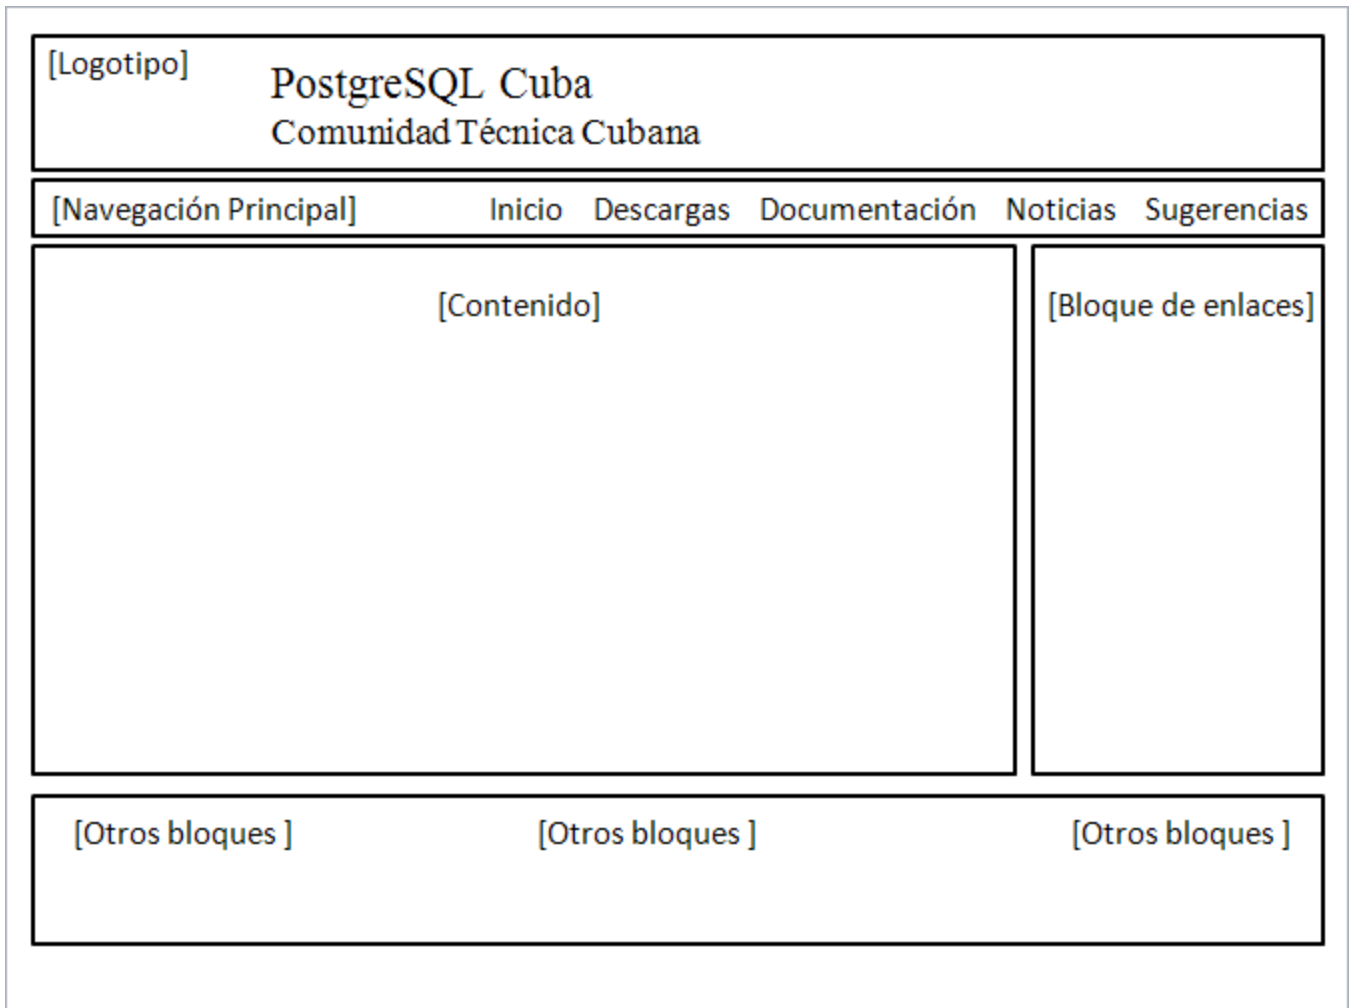 [Logotipo]
PostgreSQL Cuba
Comunidad Técnica Cubana
[Navegación Principal] Inicio Descargas Documentación Noticias Sugerencias
[Contenido]
[Bloque de enlaces]
[Otros bloques ] [Otros bloques ] [Otros bloques ]